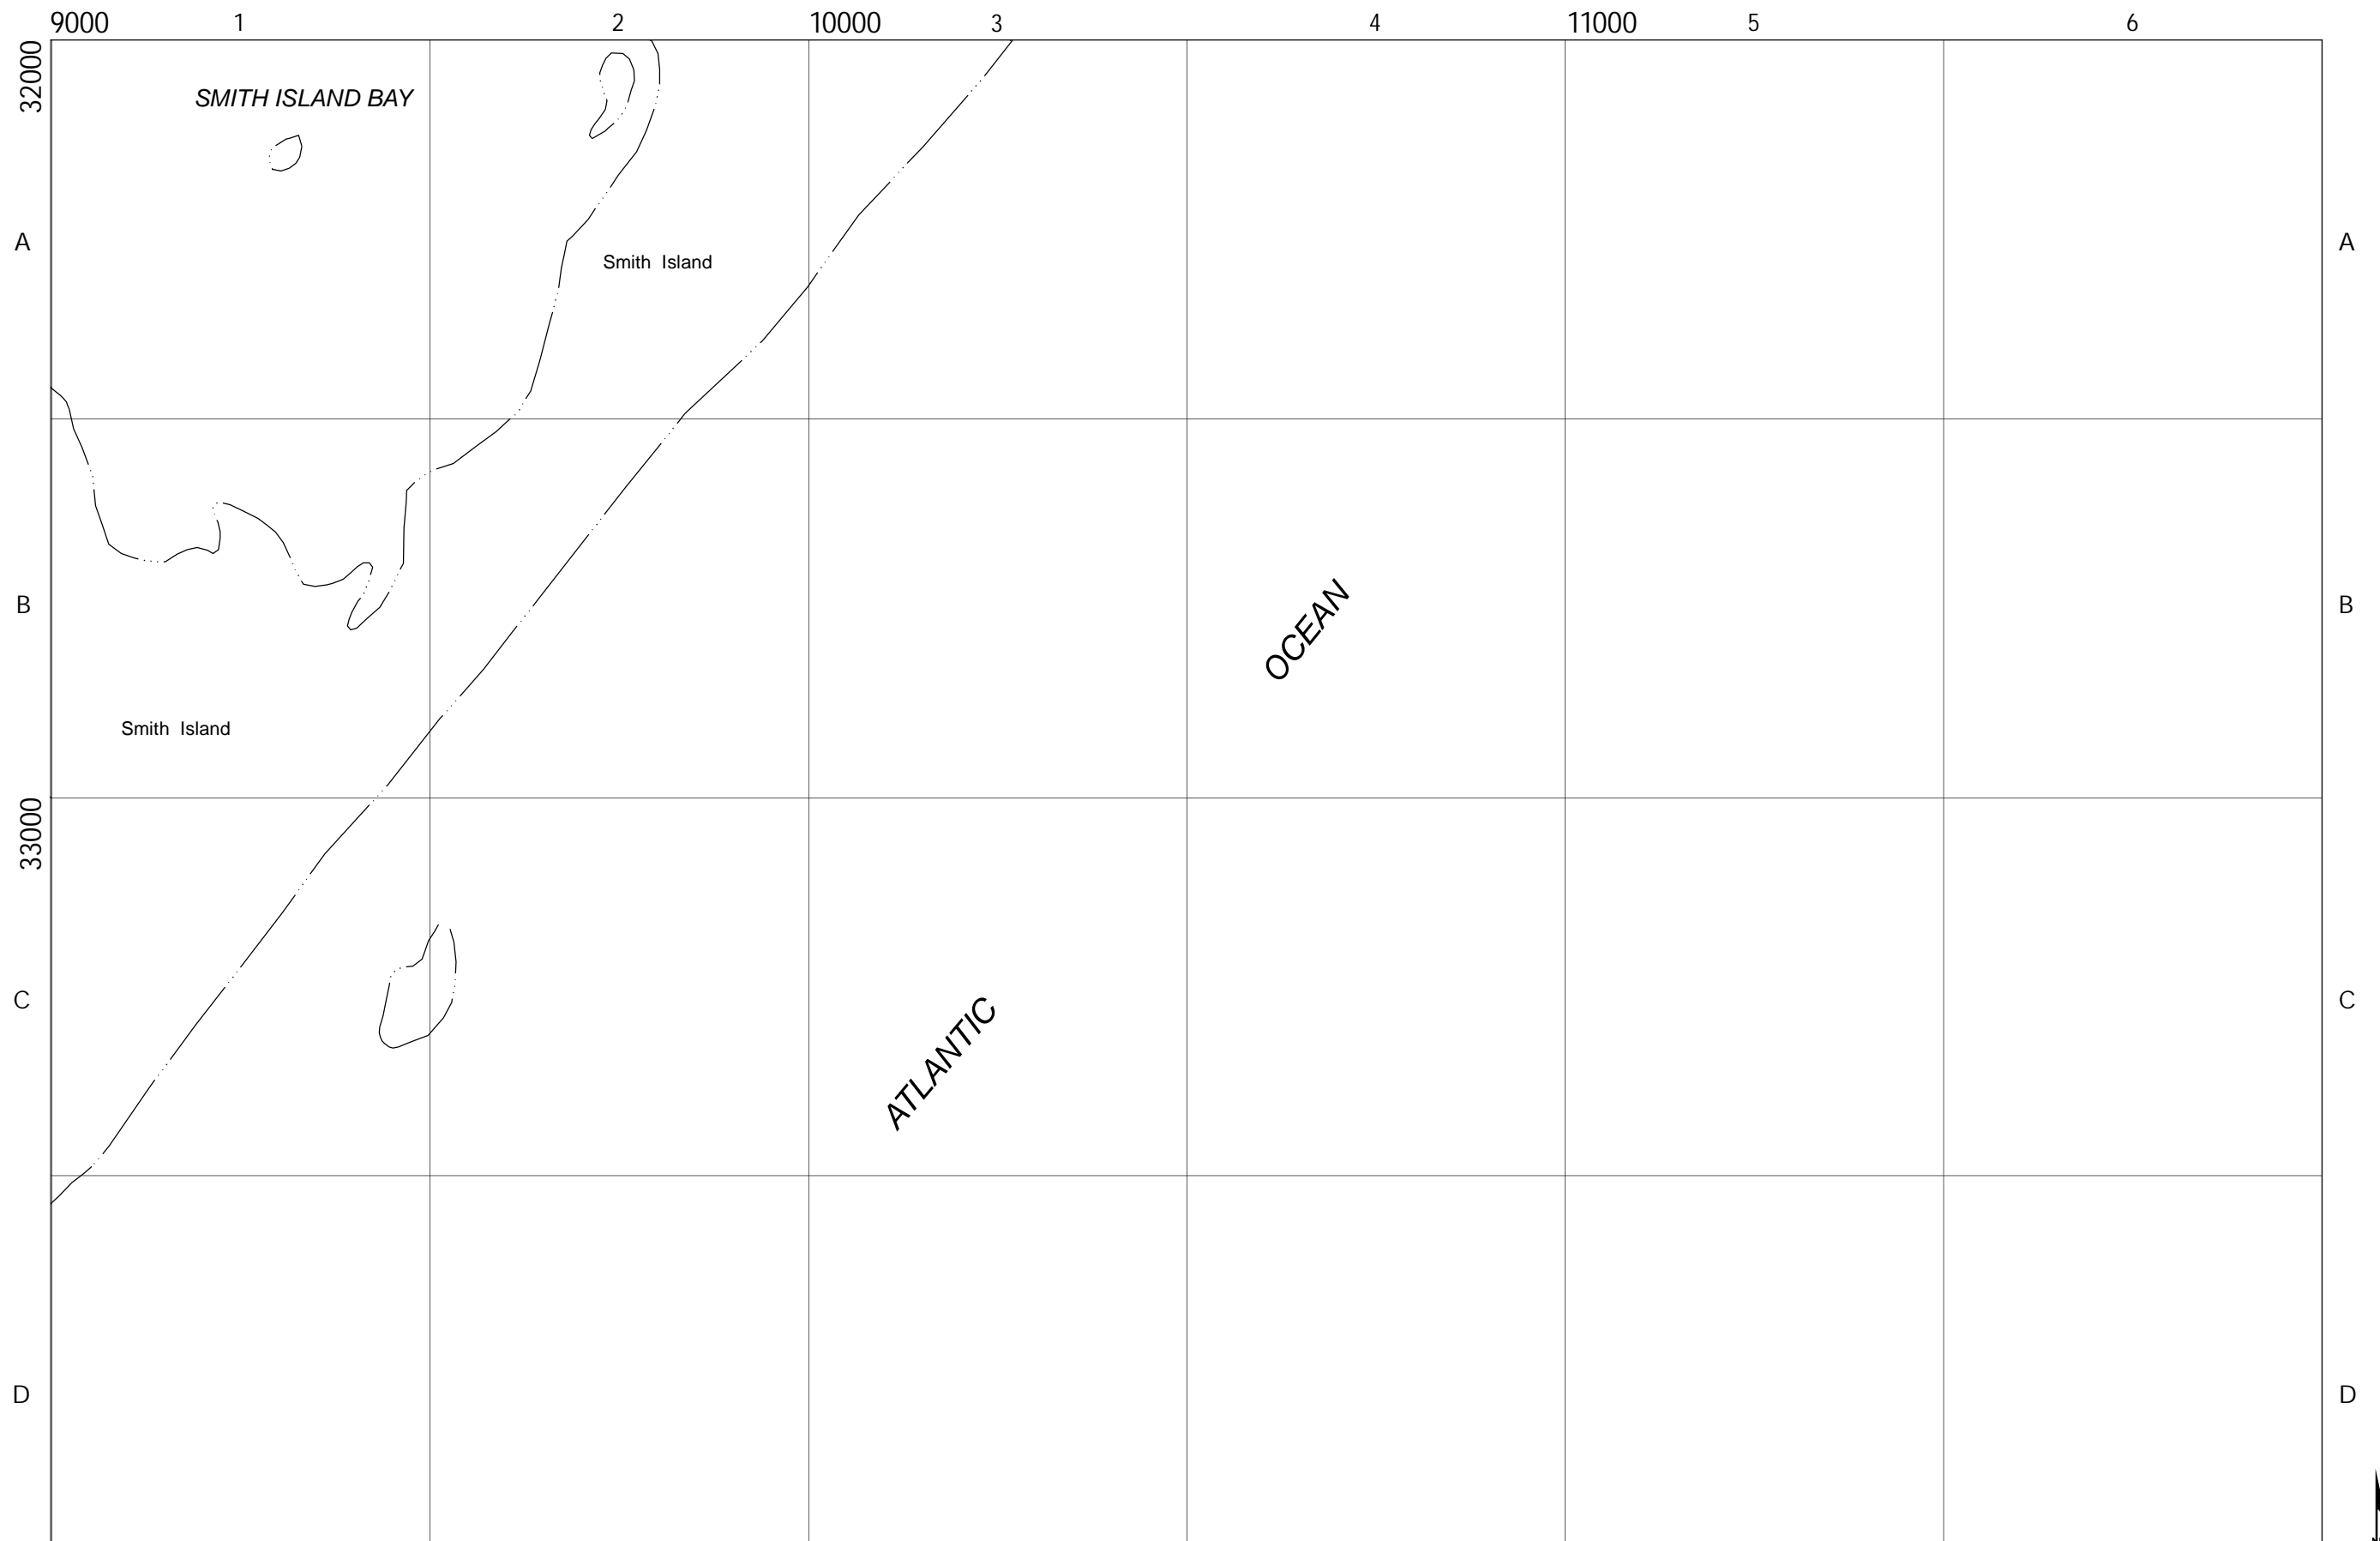 9000 1 2 10000 3 4 11000 5 6
32000
SMITH ISLAND BAY
A A
Smith Island
B B
OCEAN
Smith Island
33000
C C
ATLANTIC
D D